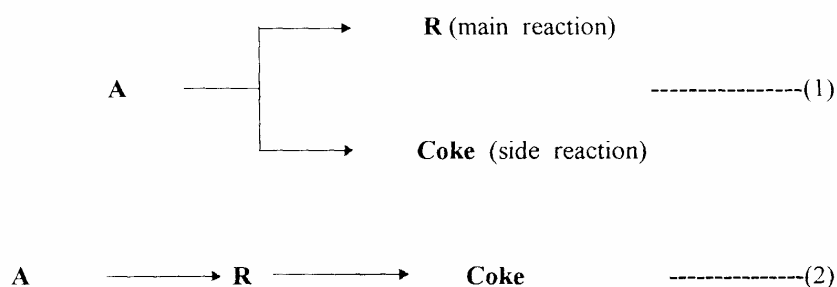 R (main reaction)
A --------------------(1)
Coke (side reaction)
A R Coke ----------------(2)